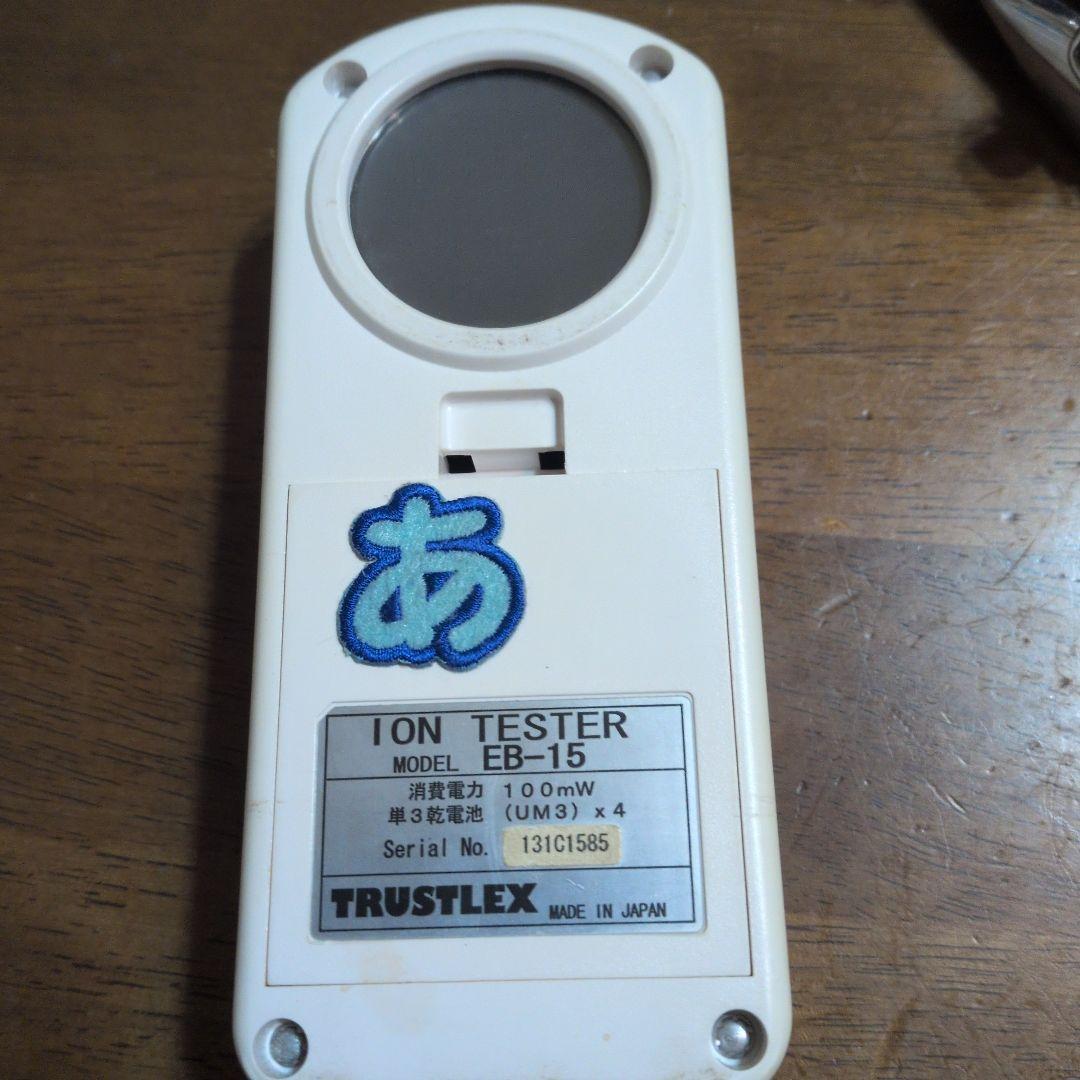 あ
ION TESTER
MODEL EB-15
消費電力 100mW
単3乾電池 (UM3) x4
Serial No. 131C1585
TRUSTLEX MADE IN JAPAN